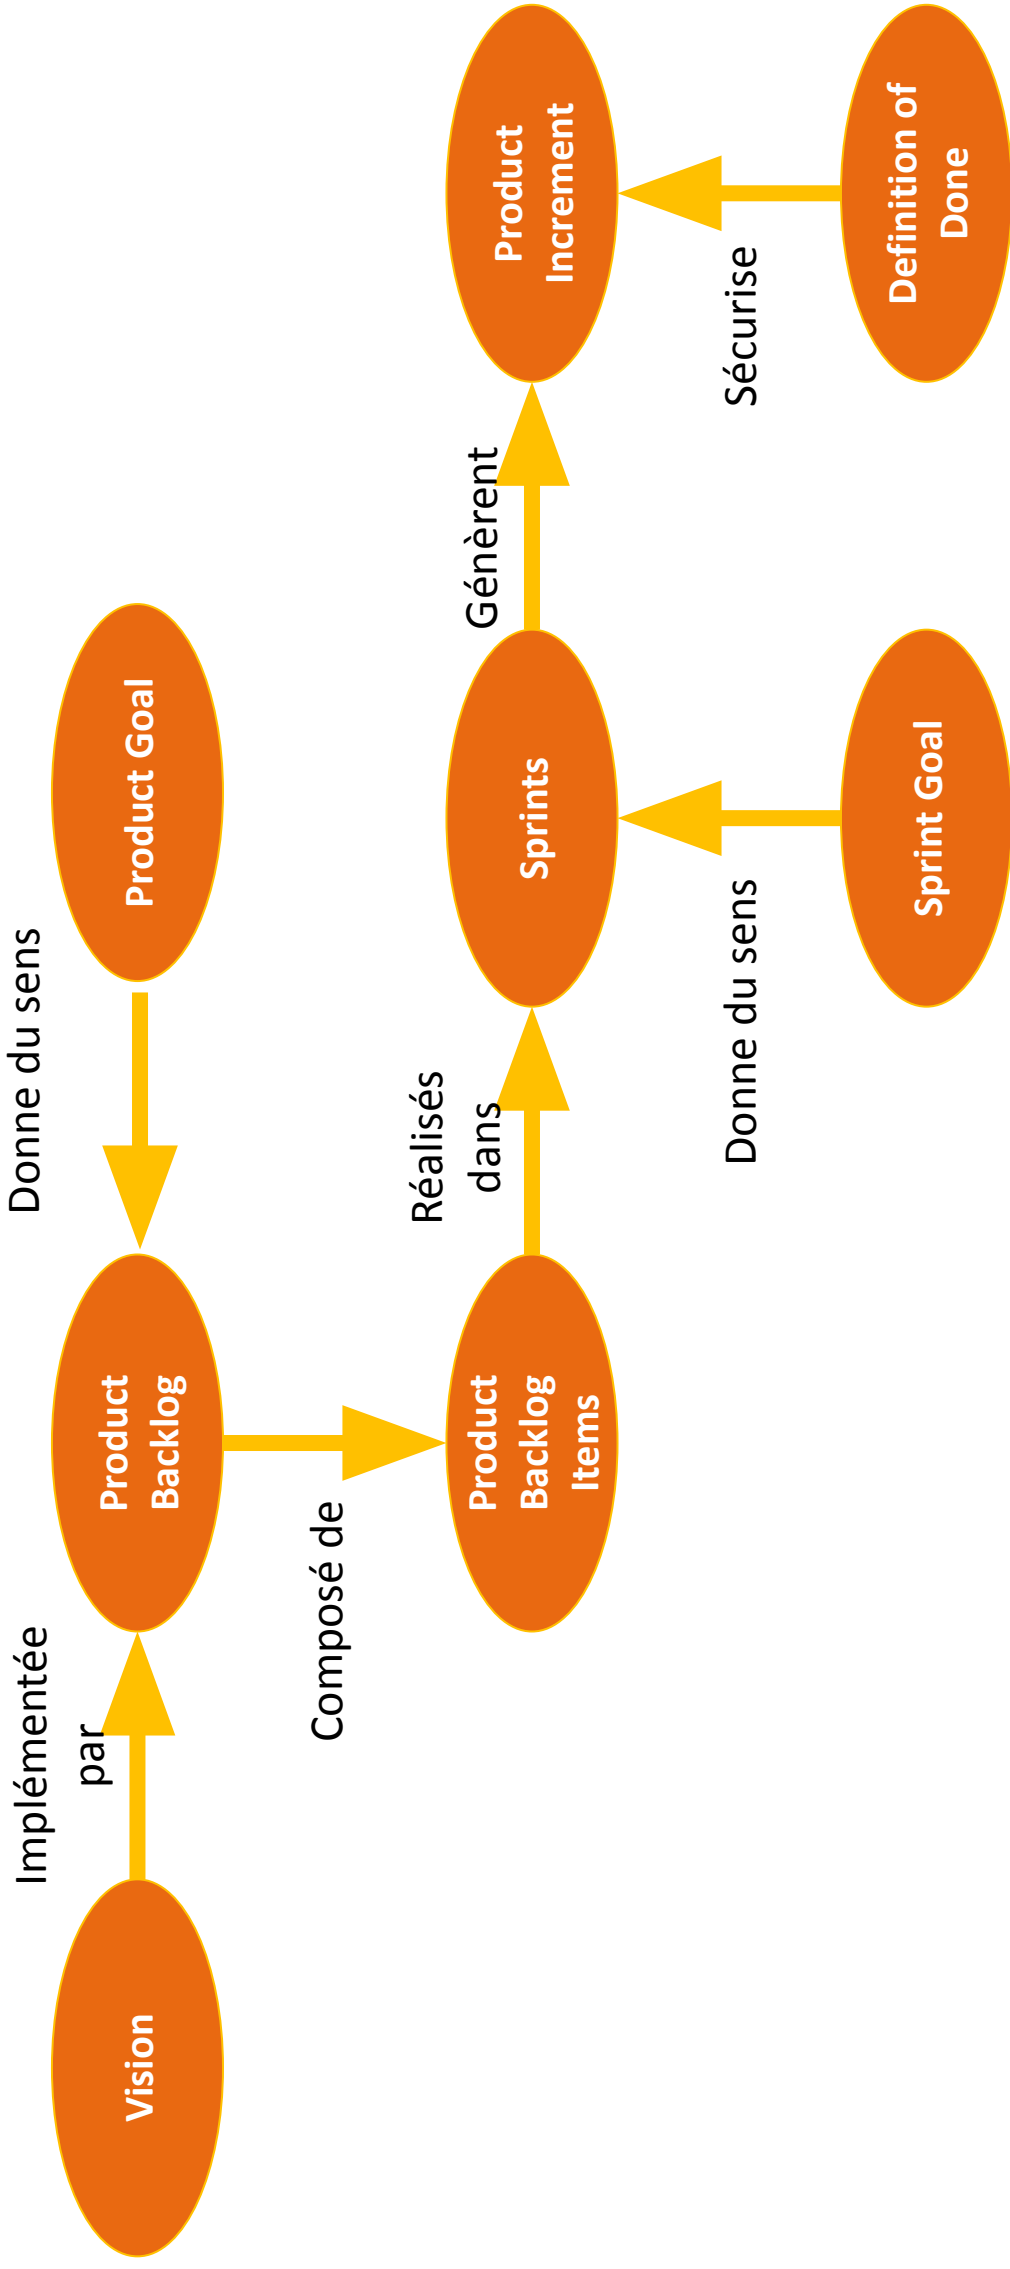 Implémentée
par
Donne du sens
Vision
Product
Backlog
Product Goal
Composé de
Réalisés
dans
Génèrent
Product
Backlog
Items
Sprints
Product
Increment
Donne du sens
Sécurise
Sprint Goal
Definition of
Done